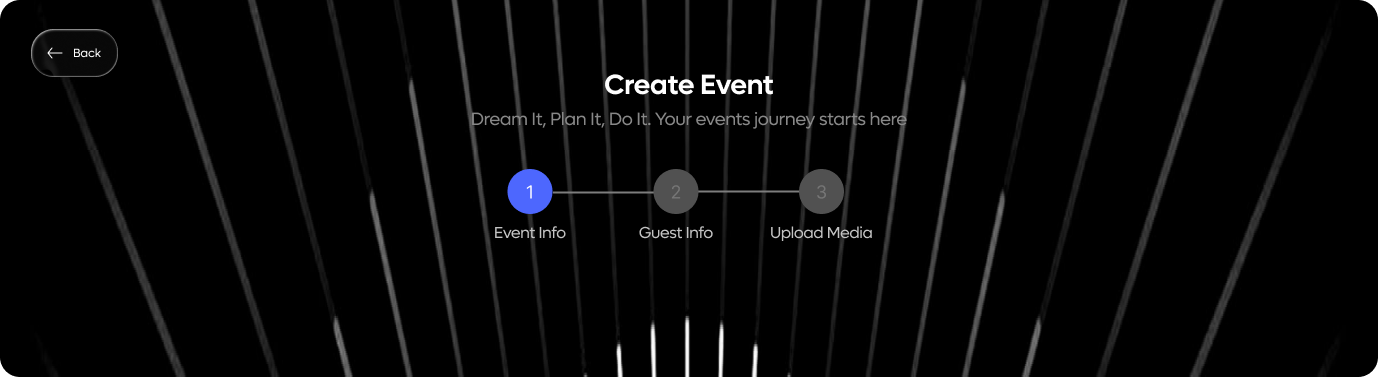 Back
Create Event
Dream It, Plan It, Do It. Your events journey starts here
1 2 3
Event Info Guest Info Upload Media